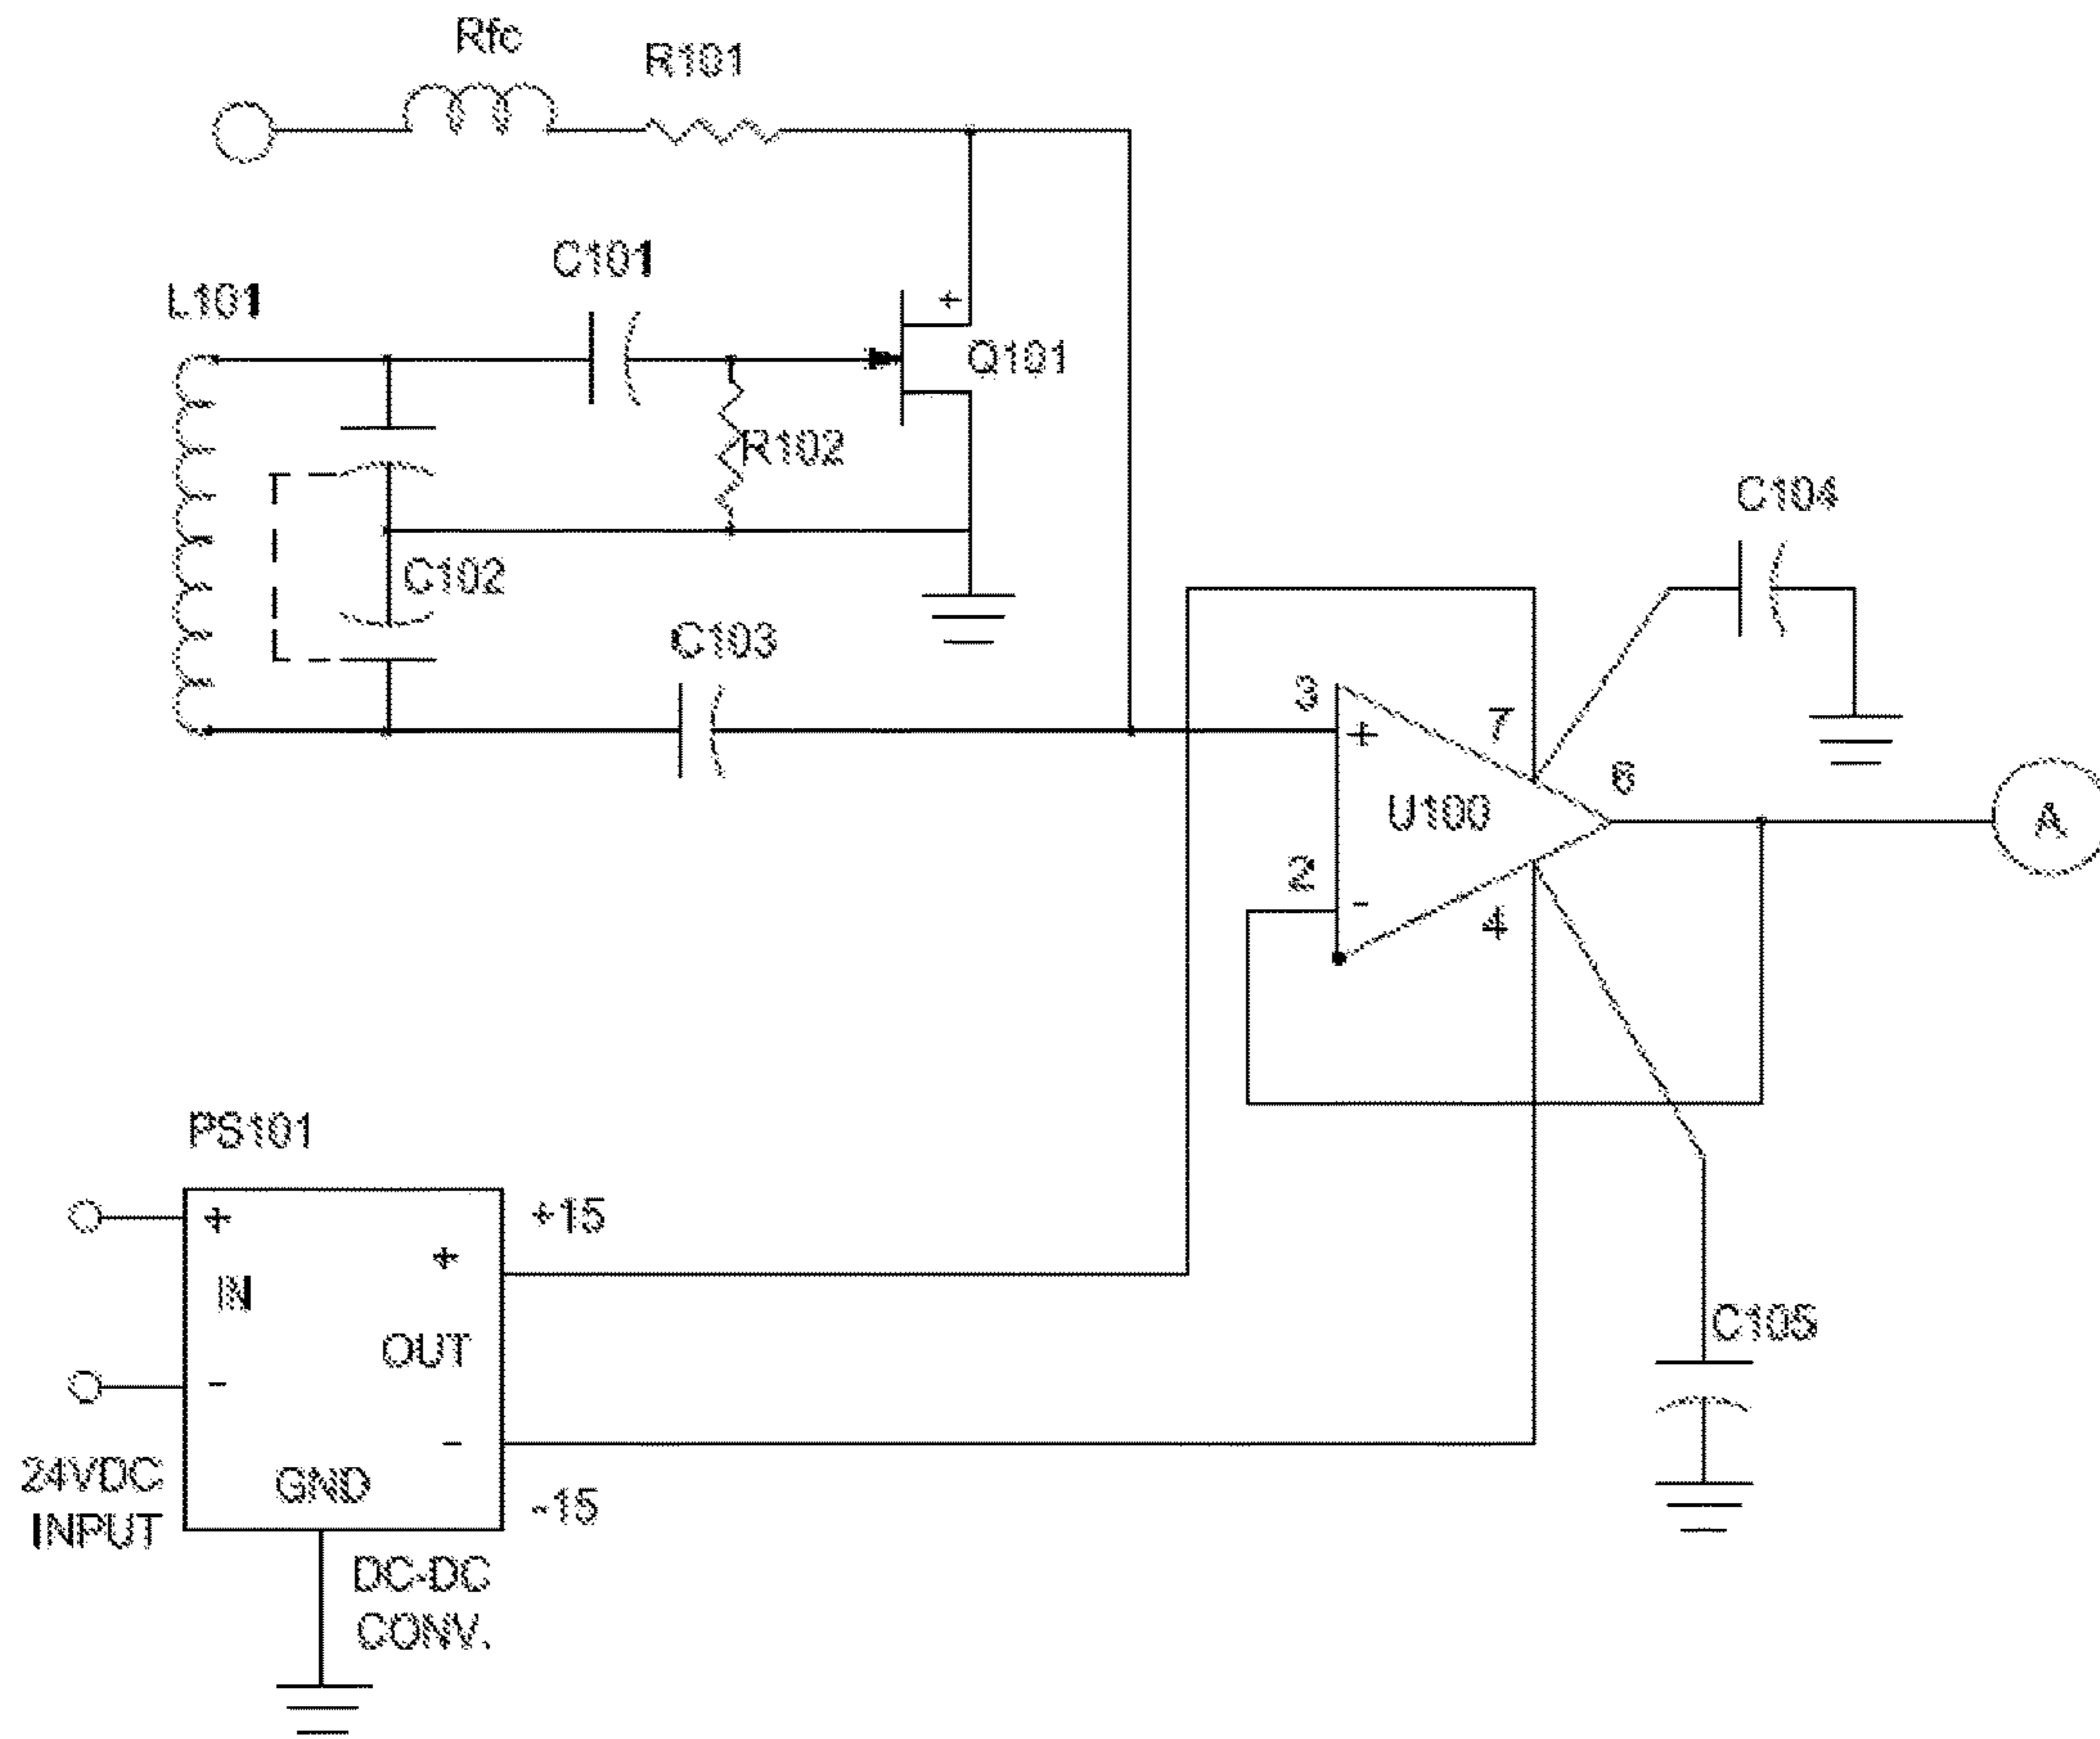 Rfc
R101
C101
L101
+
Q101
R102
C104
C102
C103
3
+
7
6
U100
A
2
-
4
PS101
+
+15
+
IN
OUT
C105
-
-
24VDC
INPUT
GND
-15
DC-DC
CONV.